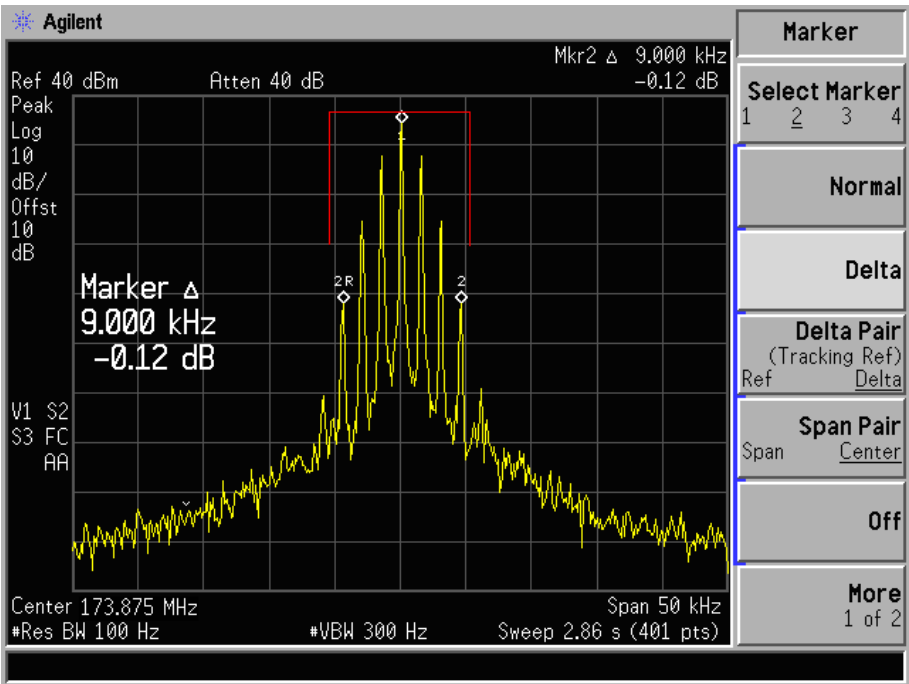 Agilent
Marker
Mkr2 Δ 9.000 kHz
Ref 40 dBm Atten 40 dB -0.12 dB
Peak
Log
10
dB/
Offst
10
dB
1
2R
2
Marker Δ
9.000 kHz
-0.12 dB
V1 S2
S3 FC
AA
Center 173.875 MHz Span 50 kHz
#Res BW 100 Hz #VBW 300 Hz Sweep 2.86 s (401 pts)
Select Marker
1 2 3 4
Normal
Delta
Delta Pair
(Tracking Ref)
Ref Delta
Span Pair
Span Center
Off
More
1 of 2